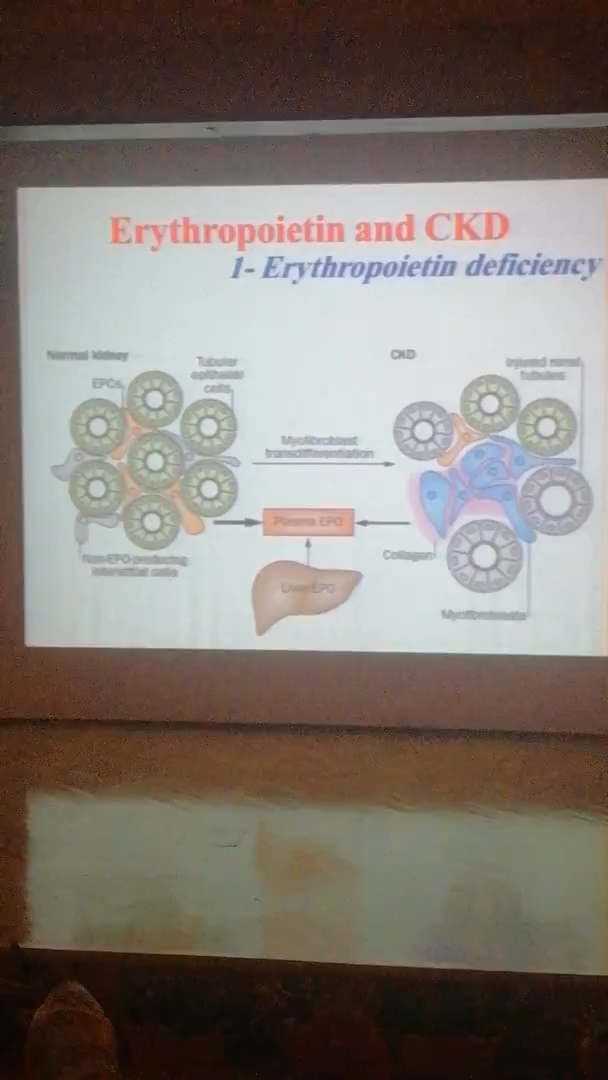 Erythropoietin and CKD
1- Erythropoietin deficiency
Normal kidney
CKD
EPCs
Tubular
epithelial
cells
Injured renal
tubules
Myofibroblast
transdifferentiation
Plasma EPO
Non-EPO-producing
interstitial cells
Collagen
Liver EPO
Myofibroblasts